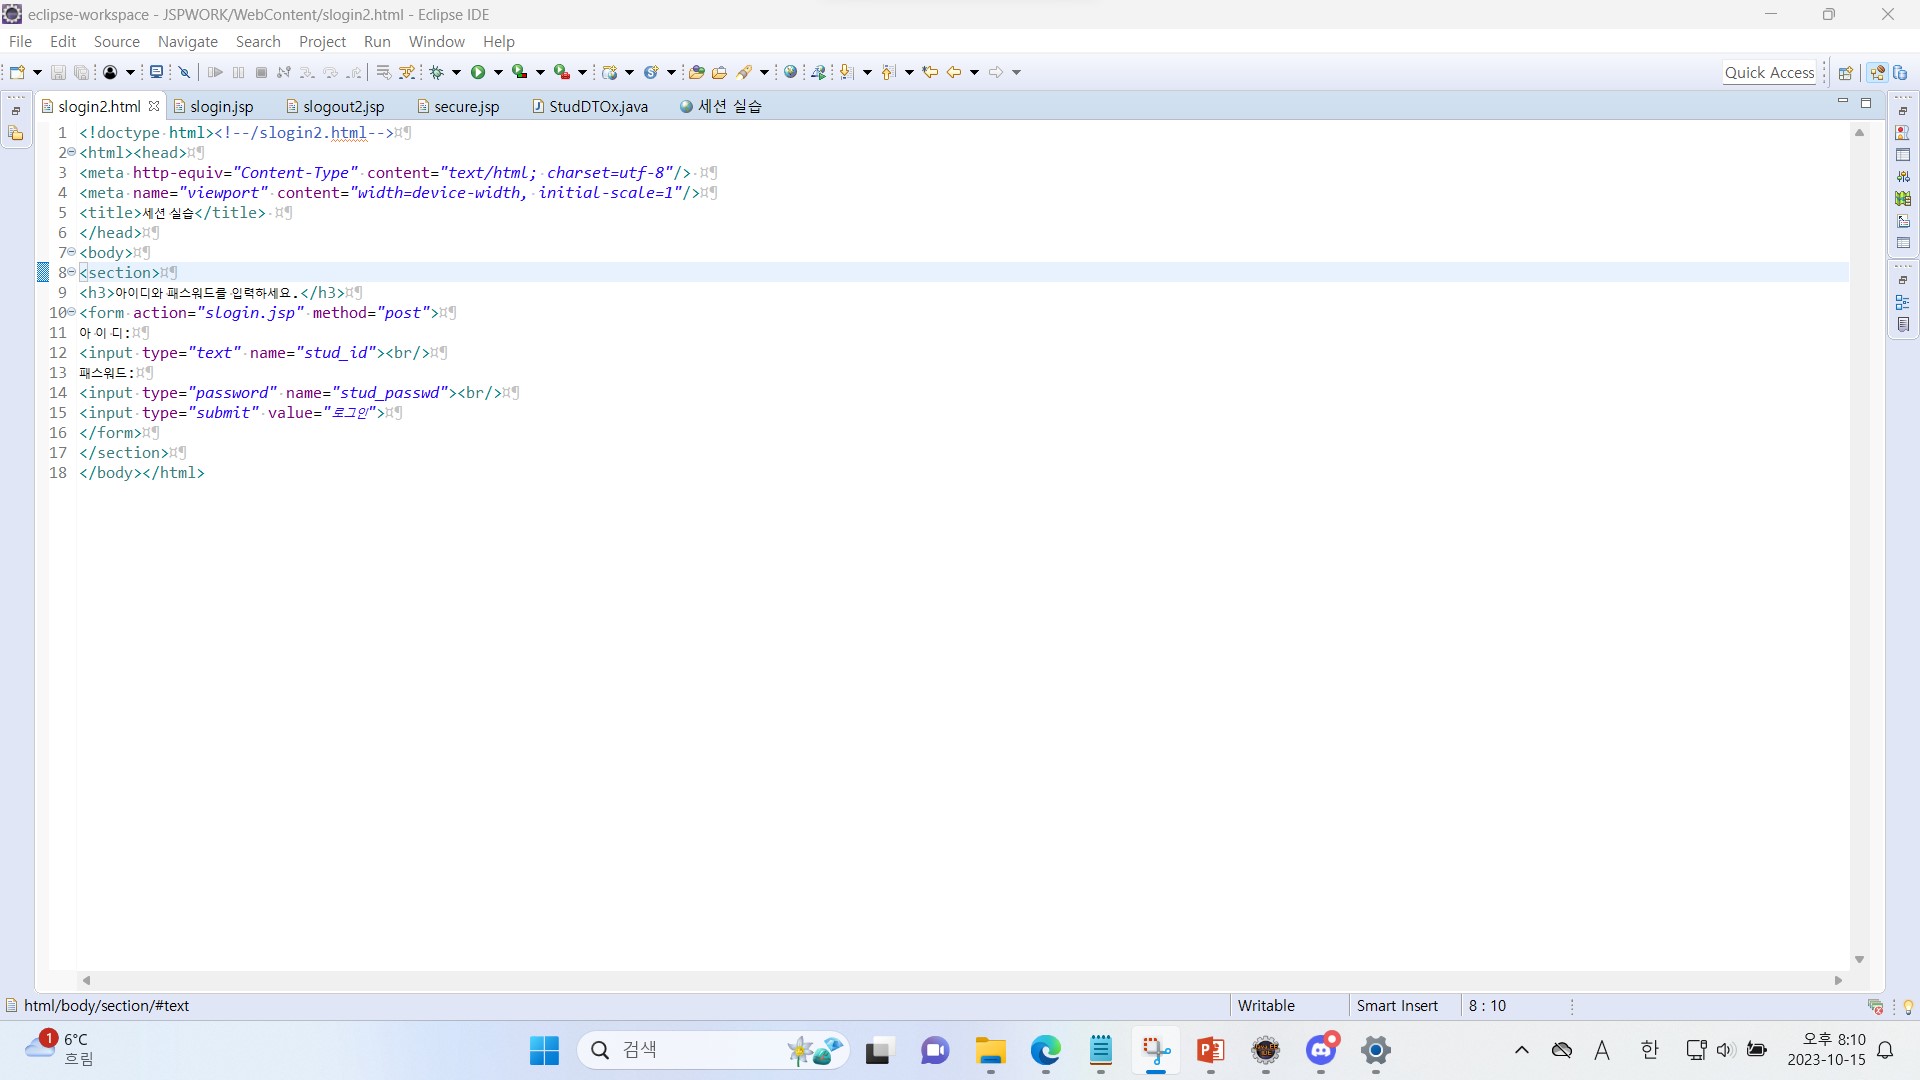 eclipse-workspace - JSPWORK/WebContent/slogin2.html - Eclipse IDE
File Edit Source Navigate Search Project Run Window Help
Quick Access
slogin2.html slogin.jsp slogout2.jsp secure.jsp StudDTOx.java 세션 실습
1 <!doctype html><!--/slogin2.html-->¤¶
2 <html><head>¤¶
3 <meta http-equiv="Content-Type" content="text/html; charset=utf-8"/> ¤¶
4 <meta name="viewport" content="width=device-width, initial-scale=1"/>¤¶
5 <title>세션 실습</title> ¤¶
6 </head>¤¶
7 <body>¤¶
8 <section>¤¶
9 <h3>아이디와 패스워드를 입력하세요.</h3>¤¶
10 <form action="slogin.jsp" method="post">¤¶
11 아 이 디:¤¶
12 <input type="text" name="stud_id"><br/>¤¶
13 패스워드:¤¶
14 <input type="password" name="stud_passwd"><br/>¤¶
15 <input type="submit" value="로그인">¤¶
16 </form>¤¶
17 </section>¤¶
18 </body></html>
html/body/section/#text Writable Smart Insert 8 : 10
1 6°C 검색 A 한 오후 8:10
흐림 2023-10-15